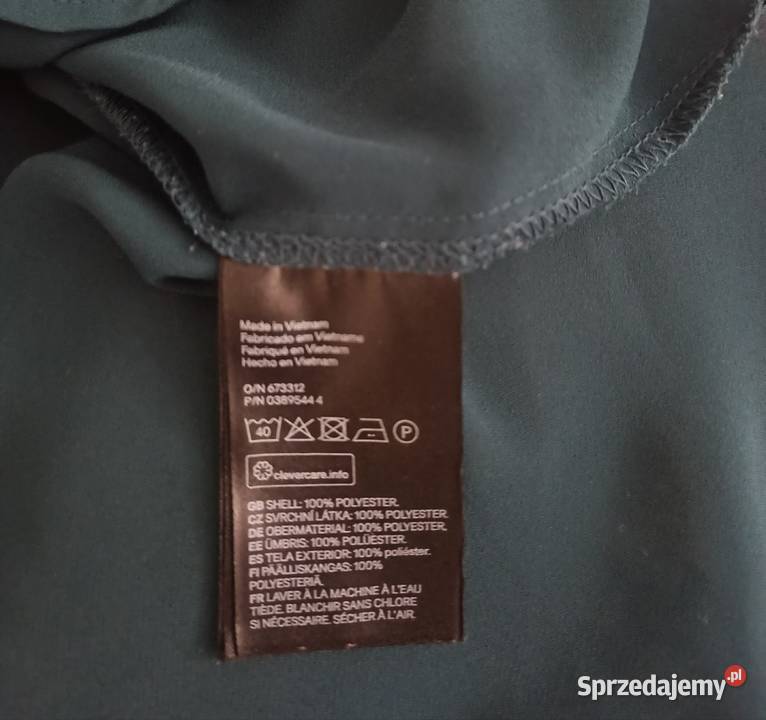 Made in Vietnam
Fabricado em Vietname
Fabriqué en Vietnam
Hecho en Vietnam
O/N 673312
P/N 0389544 4
40 P
clevercare.info
GB SHELL: 100% POLYESTER.
CZ SVRCHNÍ LÁTKA: 100% POLYESTER.
DE OBERMATERIAL: 100% POLYESTER.
EE ÜMBRIS: 100% POLÜESTER.
ES TELA EXTERIOR: 100% poliéster.
FI PÄÄLLISKANGAS: 100%
POLYESTERIÄ.
FR LAVER À LA MACHINE À L'EAU
TIÈDE. BLANCHIR SANS CHLORE
SI NÉCESSAIRE. SÉCHER À L'AIR.
Sprzedajemy.pl